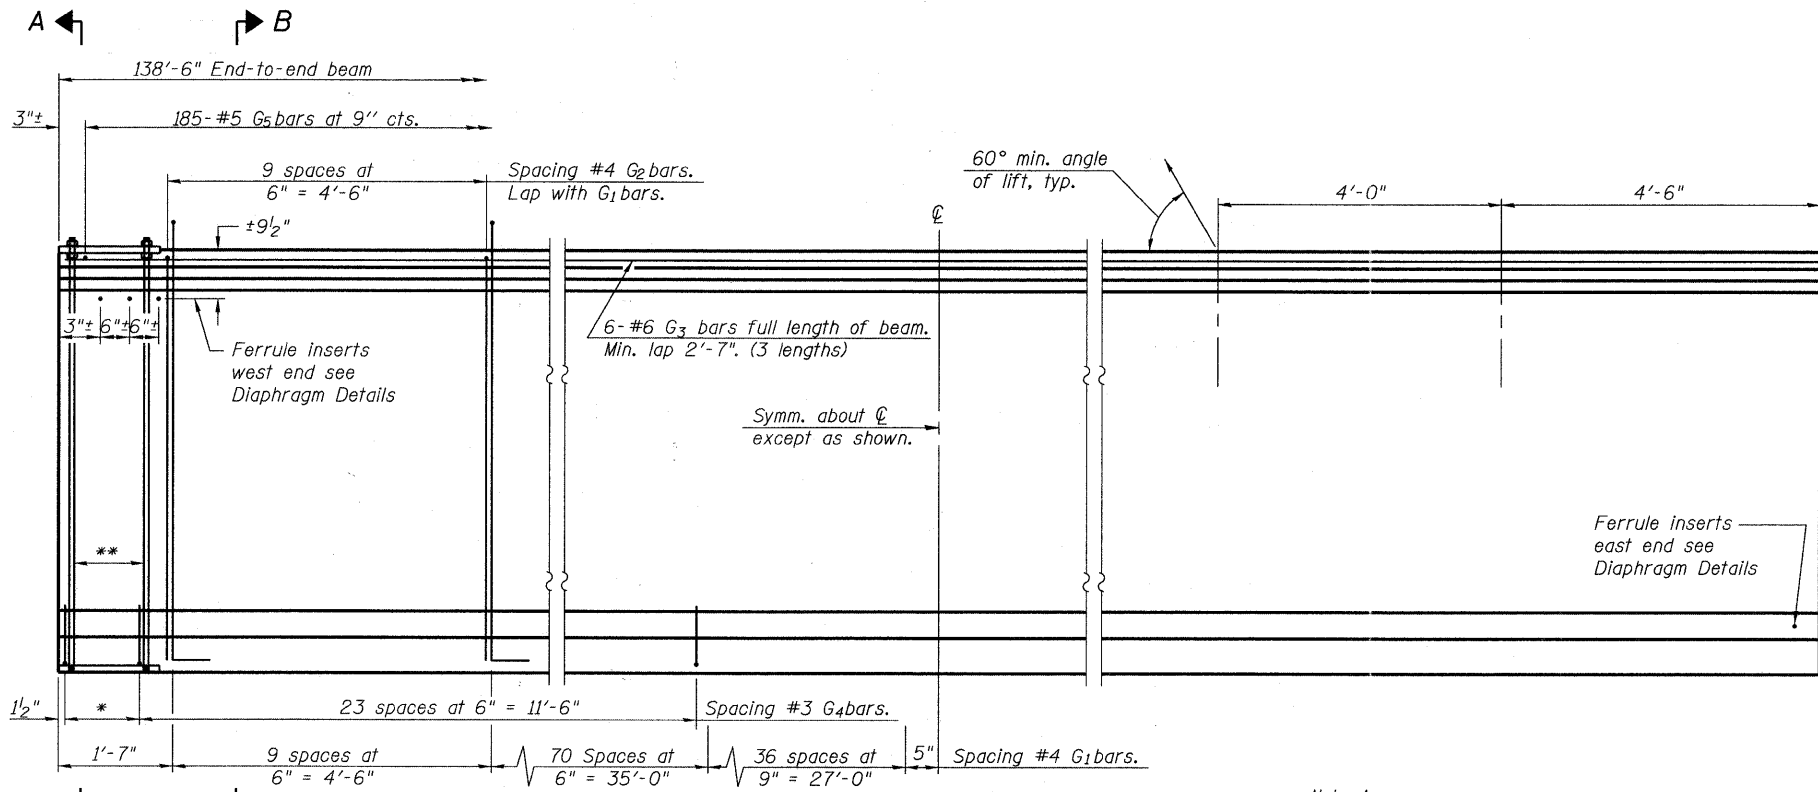 A
B
138'-6" End-to-end beam
3"±
185-#5 G5 bars at 9" cts.
9 spaces at
6" = 4'-6"
Spacing #4 G2 bars.
Lap with G1 bars.
±9½"
60° min. angle
of lift, typ.
4'-0"
4'-6"
℄
3"± 6"± 6"±
6-#6 G3 bars full length of beam.
Min. lap 2'-7". (3 lengths)
Ferrule inserts
west end see
Diaphragm Details
Symm. about ℄
except as shown.
**
Ferrule inserts
east end see
Diaphragm Details
1½"
*
23 spaces at 6" = 11'-6"
Spacing #3 G4 bars.
1'-7"
9 spaces at
6" = 4'-6"
70 Spaces at
6" = 35'-0"
36 spaces at
9" = 27'-0"
5"
Spacing #4 G1 bars.